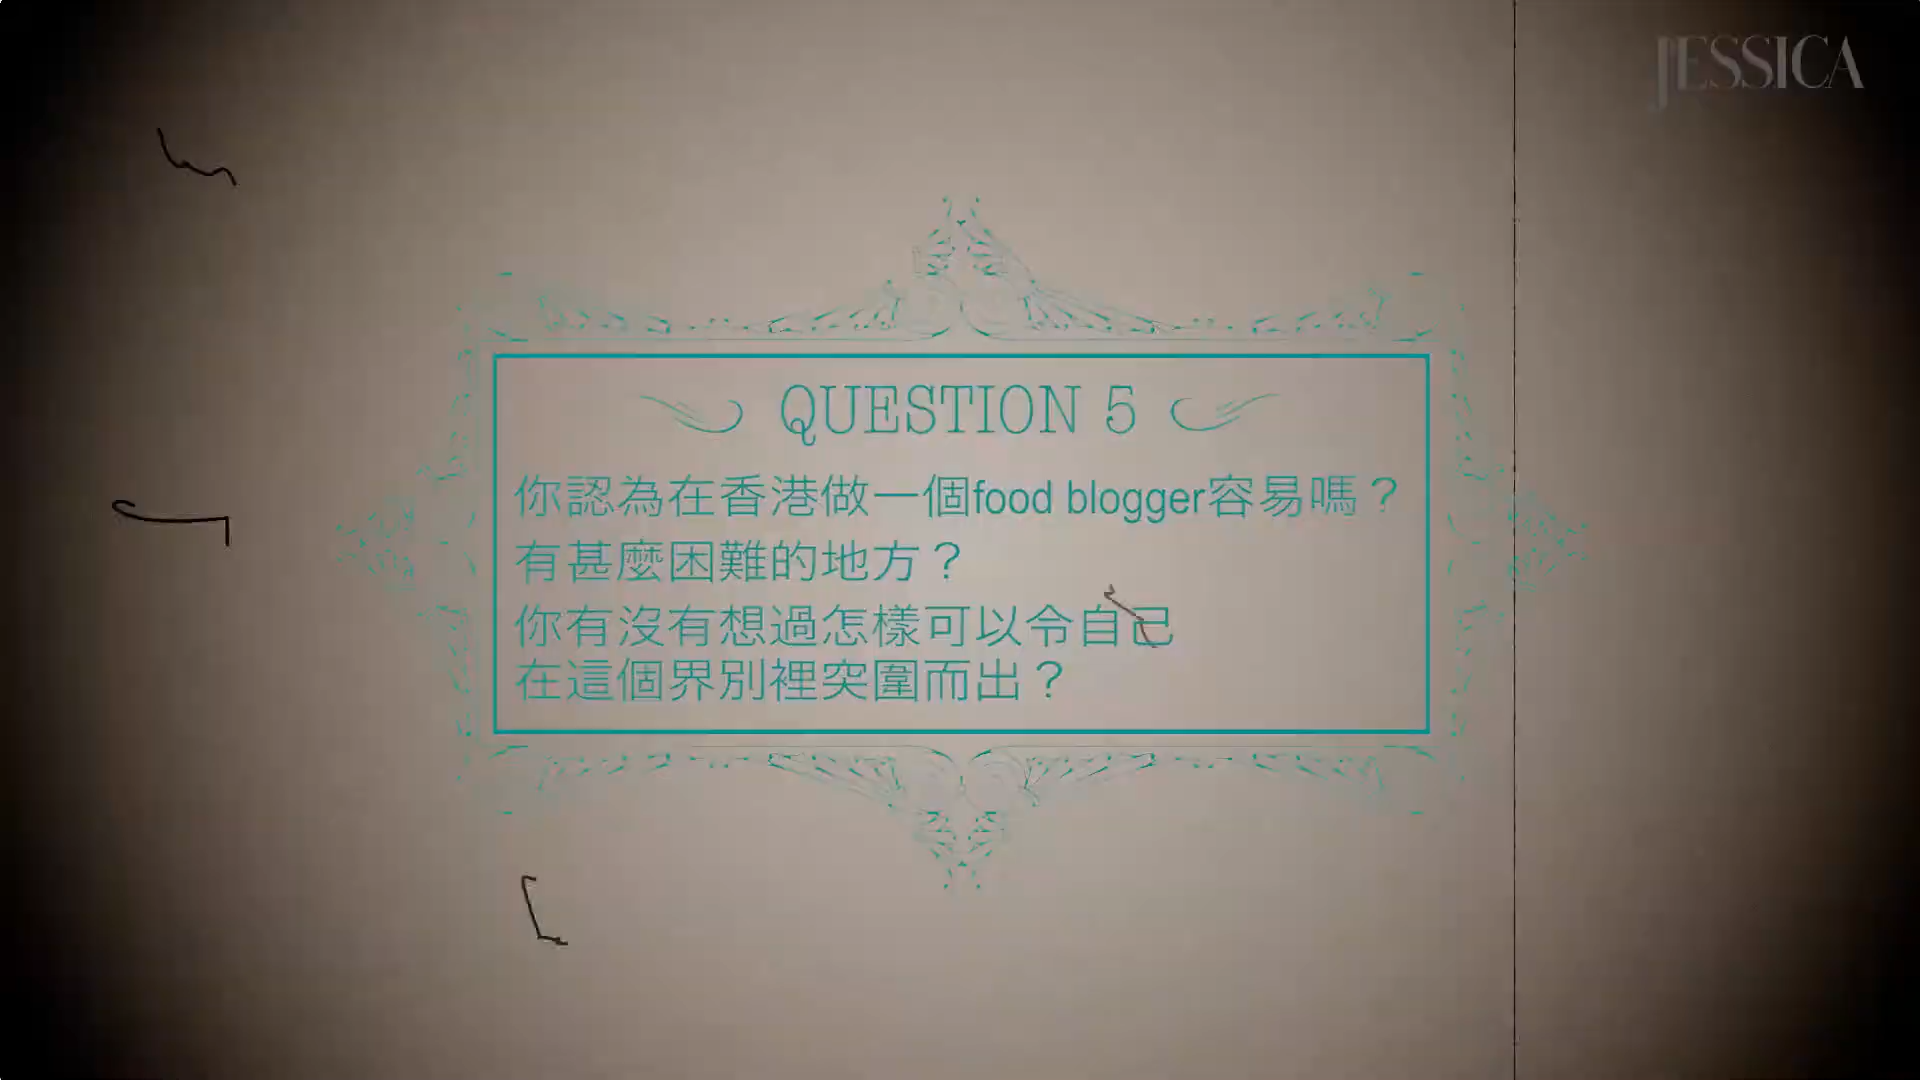 JESSICA
QUESTION 5
你認為在香港做一個food blogger容易嗎？
有甚麼困難的地方？
你有沒有想過怎樣可以令自己
在這個界別裡突圍而出？